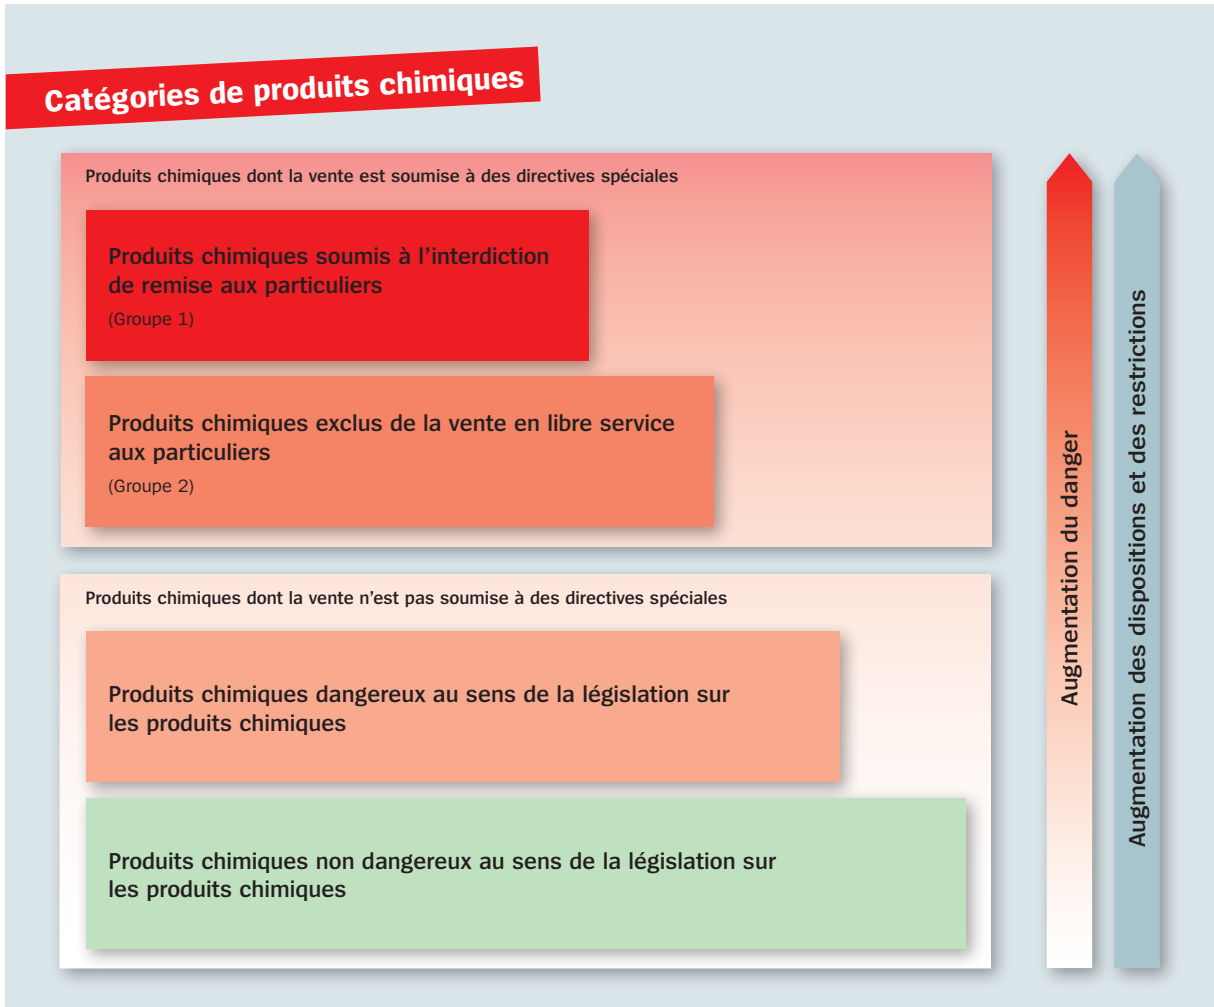 Catégories de produits chimiques
Produits chimiques dont la vente est soumise à des directives spéciales
Produits chimiques soumis à l’interdiction
de remise aux particuliers
(Groupe 1)
Produits chimiques exclus de la vente en libre service
aux particuliers
(Groupe 2)
Produits chimiques dont la vente n’est pas soumise à des directives spéciales
Produits chimiques dangereux au sens de la législation sur
les produits chimiques
Produits chimiques non dangereux au sens de la législation sur
les produits chimiques
Augmentation du danger
Augmentation des dispositions et des restrictions